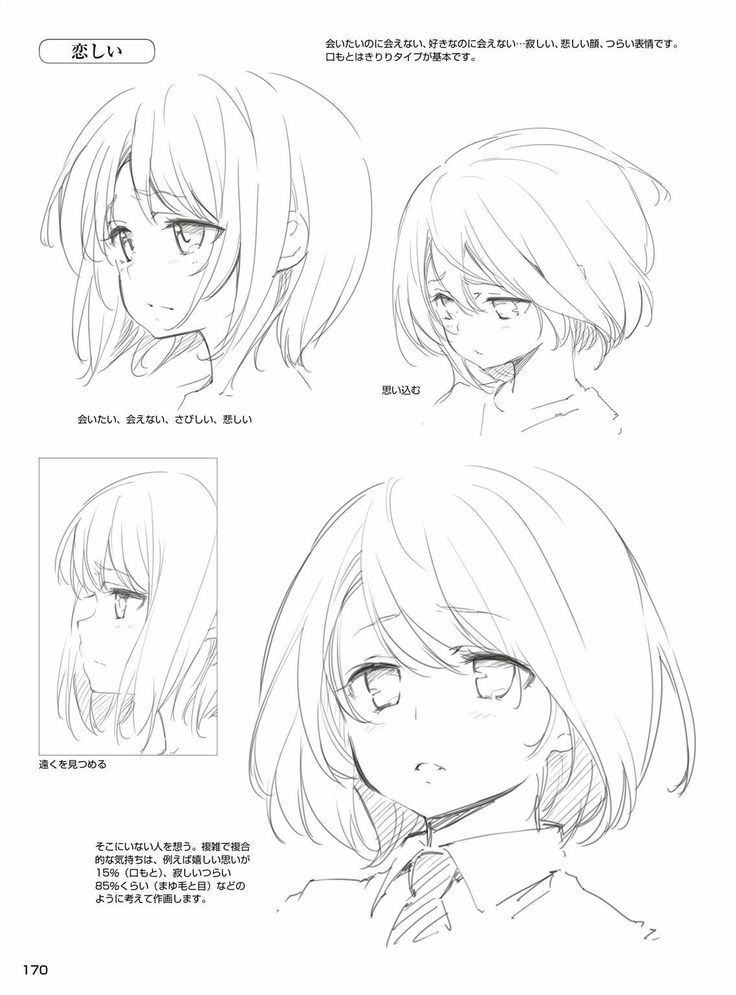 恋しい
会いたいのに会えない、好きなのに会えない…寂しい、悲しい顔、つらい表情です。
口もとはきりりタイプが基本です。
会いたい、会えない、さびしい、悲しい
思い込む
遠くを見つめる
そこにいない人を想う。複雑で複合
的な気持ちは、例えば嬉しい思いが
15%（口もと）、寂しいつらい
85%くらい（まゆ毛と目）などの
ように考えて作画します。
170